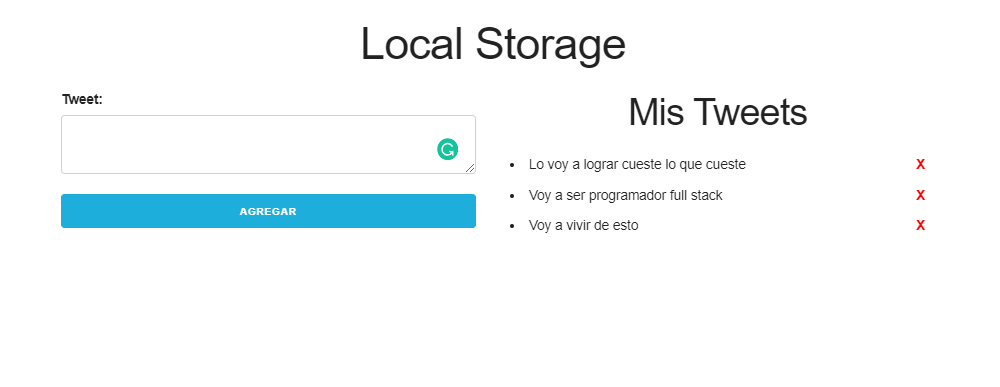 Local Storage
Tweet:
AGREGAR
Mis Tweets
Lo voy a lograr cueste lo que cueste X
Voy a ser programador full stack X
Voy a vivir de esto X